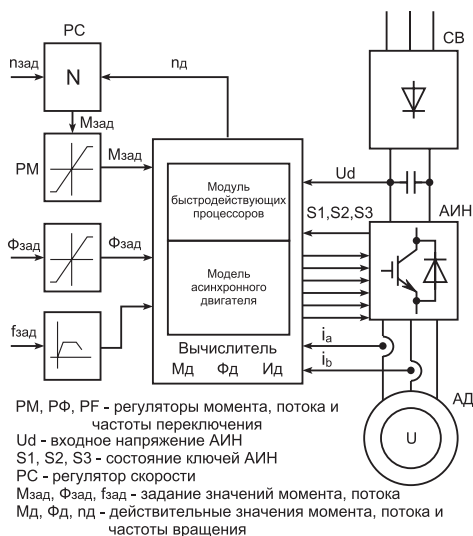 СВ
РС
nзад
N
nд
Мзад
РМ
Мзад
Модуль
быстродействующих
процессоров
Ud
S1,S2,S3
АИН
Фзад
Фзад
Модель
асинхронного
двигателя
fзад
Вычислитель
Мд Фд Ид
ia
ib
АД
U
РМ, РФ, PF - регуляторы момента, потока и
частоты переключения
Ud - входное напряжение АИН
S1, S2, S3 - состояние ключей АИН
РС - регулятор скорости
Мзад, Фзад, fзад - задание значений момента, потока
Мд, Фд, nд - действительные значения момента, потока и
частоты вращения